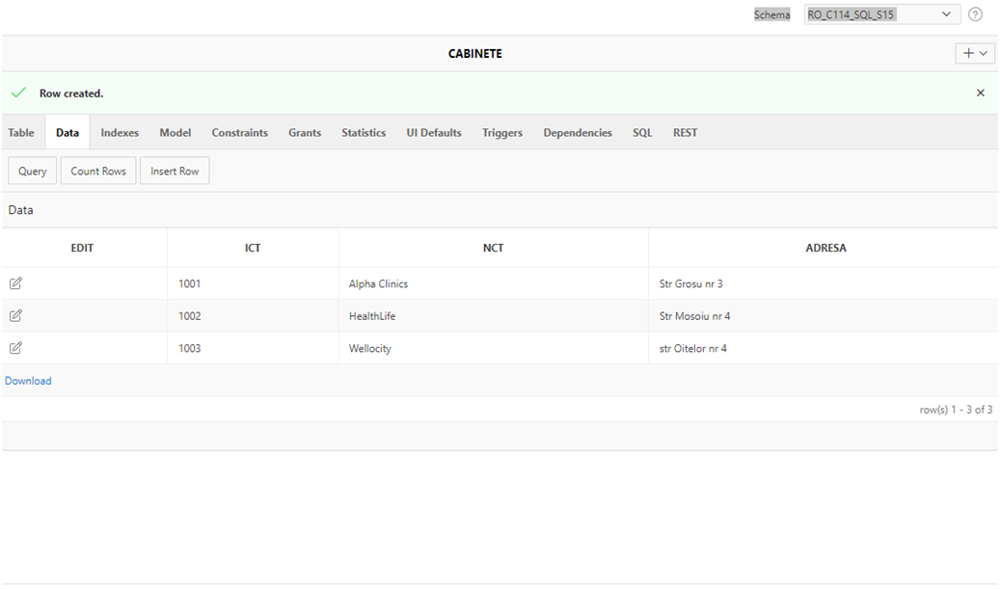 Schema RO_C114_SQL_S15
CABINETE
Row created.
Table Data Indexes Model Constraints Grants Statistics UI Defaults Triggers Dependencies SQL REST
Query Count Rows Insert Row
Data
EDIT ICT NCT ADRESA
1001 Alpha Clinics Str Grosu nr 3
1002 HealthLife Str Mosoiu nr 4
1003 Wellocity str Oitelor nr 4
Download
row(s) 1 - 3 of 3